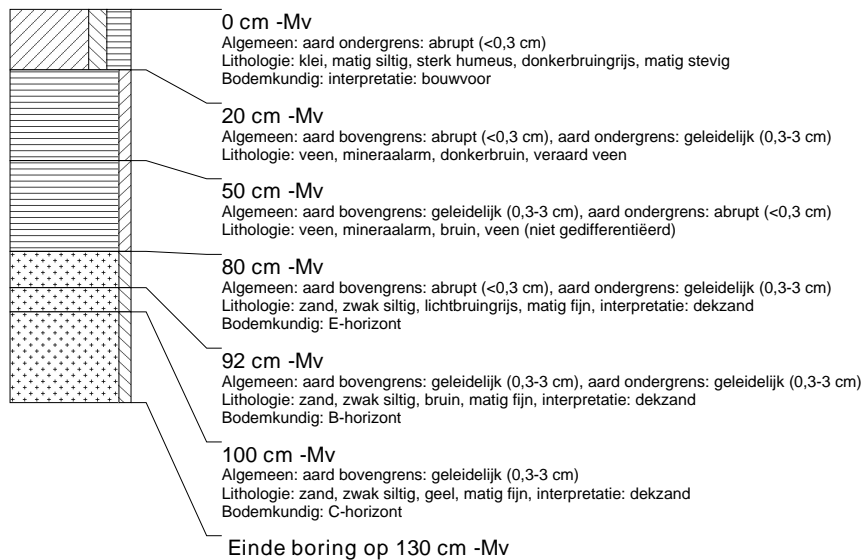 0 cm -Mv
Algemeen: aard ondergrens: abrupt (<0,3 cm)
Lithologie: klei, matig siltig, sterk humeus, donkerbruingrijs, matig stevig
Bodemkundig: interpretatie: bouwvoor
20 cm -Mv
Algemeen: aard bovengrens: abrupt (<0,3 cm), aard ondergrens: geleidelijk (0,3-3 cm)
Lithologie: veen, mineraalarm, donkerbruin, veraard veen
50 cm -Mv
Algemeen: aard bovengrens: geleidelijk (0,3-3 cm), aard ondergrens: abrupt (<0,3 cm)
Lithologie: veen, mineraalarm, bruin, veen (niet gedifferentiëerd)
80 cm -Mv
Algemeen: aard bovengrens: abrupt (<0,3 cm), aard ondergrens: geleidelijk (0,3-3 cm)
Lithologie: zand, zwak siltig, lichtbruingrijs, matig fijn, interpretatie: dekzand
Bodemkundig: E-horizont
92 cm -Mv
Algemeen: aard bovengrens: geleidelijk (0,3-3 cm), aard ondergrens: geleidelijk (0,3-3 cm)
Lithologie: zand, zwak siltig, bruin, matig fijn, interpretatie: dekzand
Bodemkundig: B-horizont
100 cm -Mv
Algemeen: aard bovengrens: geleidelijk (0,3-3 cm)
Lithologie: zand, zwak siltig, geel, matig fijn, interpretatie: dekzand
Bodemkundig: C-horizont
Einde boring op 130 cm -Mv